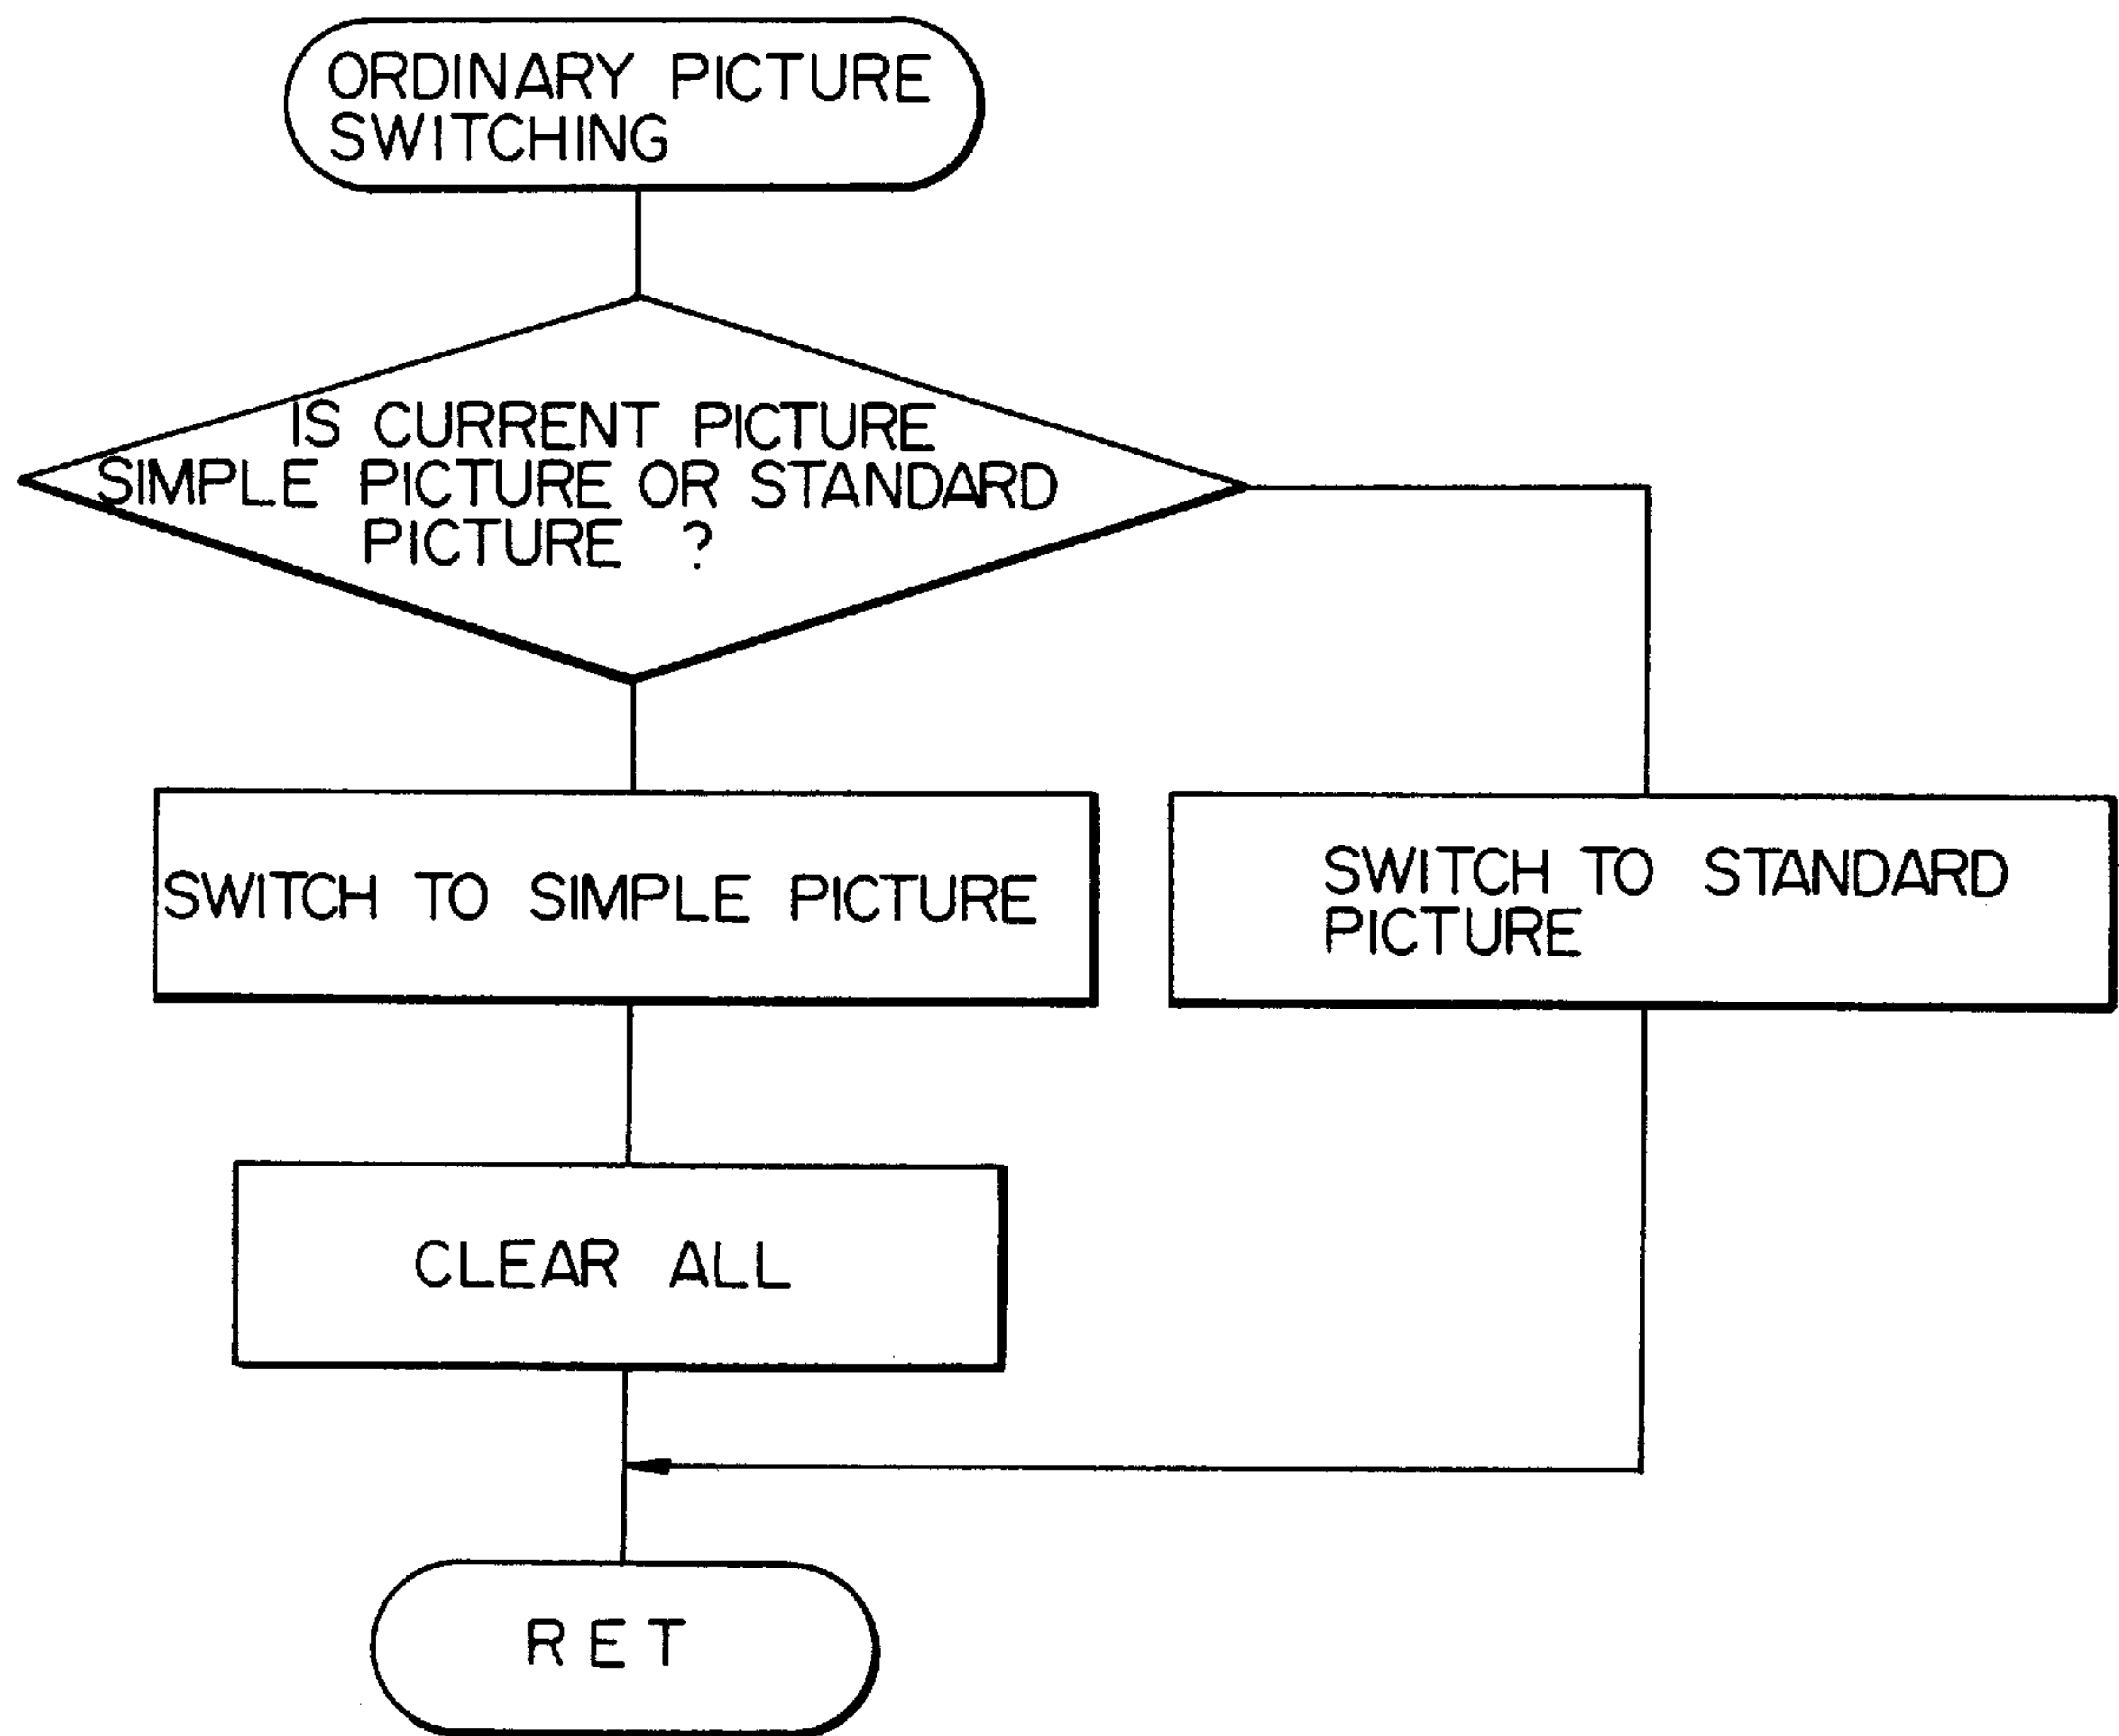 ORDINARY PICTURE
SWITCHING
IS CURRENT PICTURE
SIMPLE PICTURE OR STANDARD
PICTURE ?
SWITCH TO SIMPLE PICTURE
SWITCH TO STANDARD
PICTURE
CLEAR ALL
RET